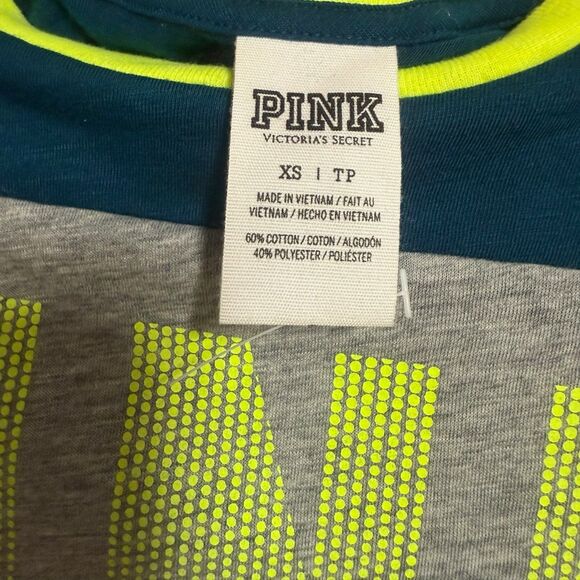 PINK
VICTORIA'S SECRET
XS | TP
MADE IN VIETNAM / FAIT AU
VIETNAM / HECHO EN VIETNAM
60% COTTON / COTON / ALGODÓN
40% POLYESTER / POLIÉSTER